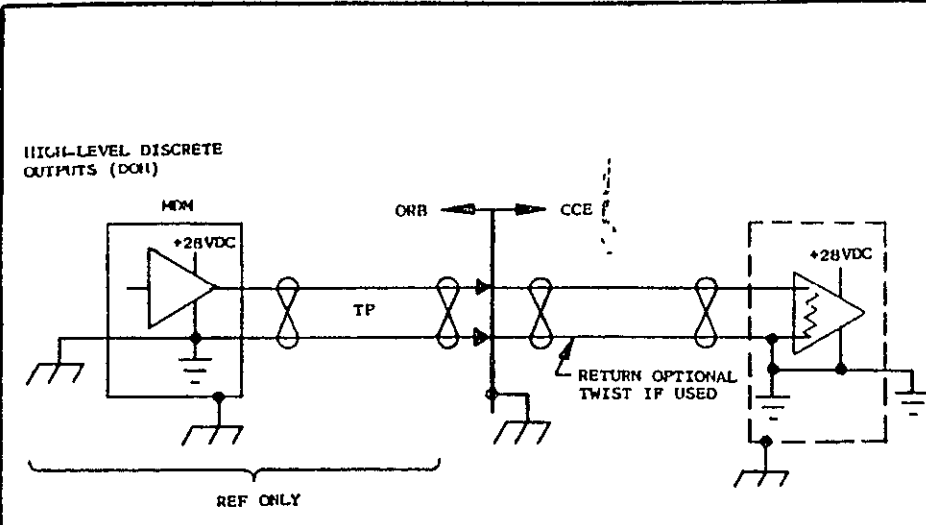 HIGH-LEVEL DISCRETE
OUTPUTS (DOH)
MDM
+28VDC
ORB
CCE
TP
+28VDC
RETURN OPTIONAL
TWIST IF USED
REF ONLY